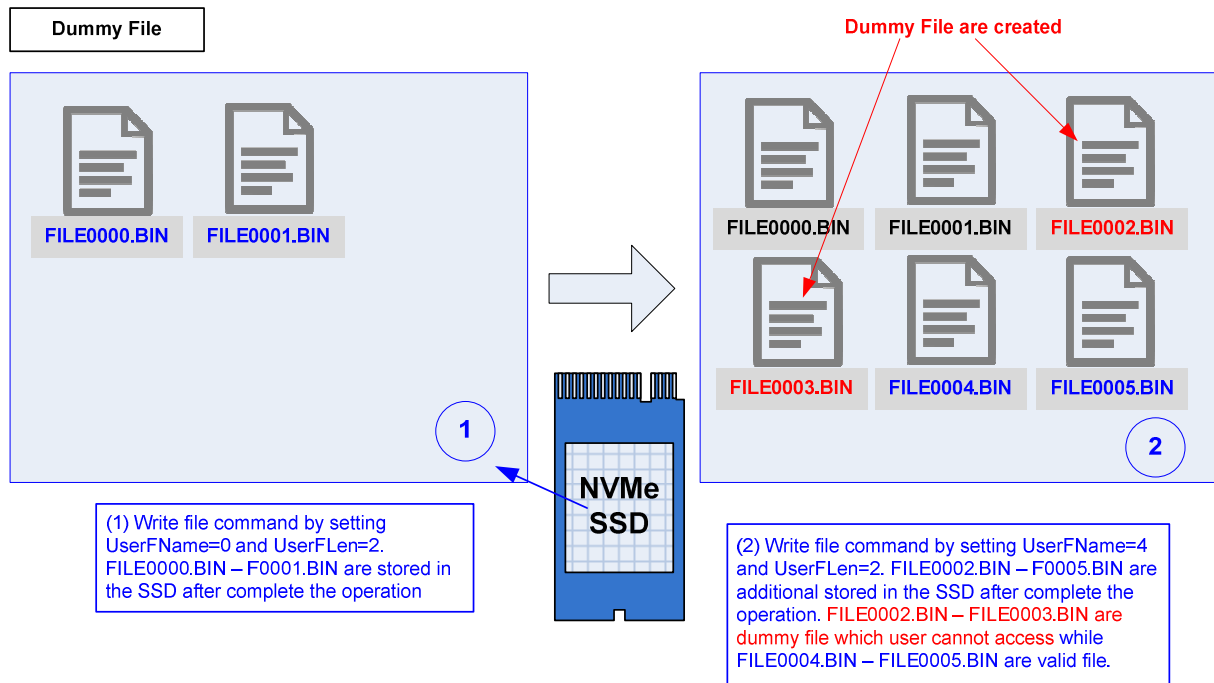 Dummy File
Dummy File are created
FILE0000.BIN
FILE0001.BIN
FILE0000.BIN
FILE0001.BIN
FILE0002.BIN
FILE0003.BIN
FILE0004.BIN
FILE0005.BIN
1
2
NVMe
SSD
(1) Write file command by setting
UserFName=0 and UserFLen=2.
FILE0000.BIN – F0001.BIN are stored in
the SSD after complete the operation
(2) Write file command by setting UserFName=4
and UserFLen=2. FILE0002.BIN – F0005.BIN are
additional stored in the SSD after complete the
operation. FILE0002.BIN – FILE0003.BIN are
dummy file which user cannot access while
FILE0004.BIN – FILE0005.BIN are valid file.